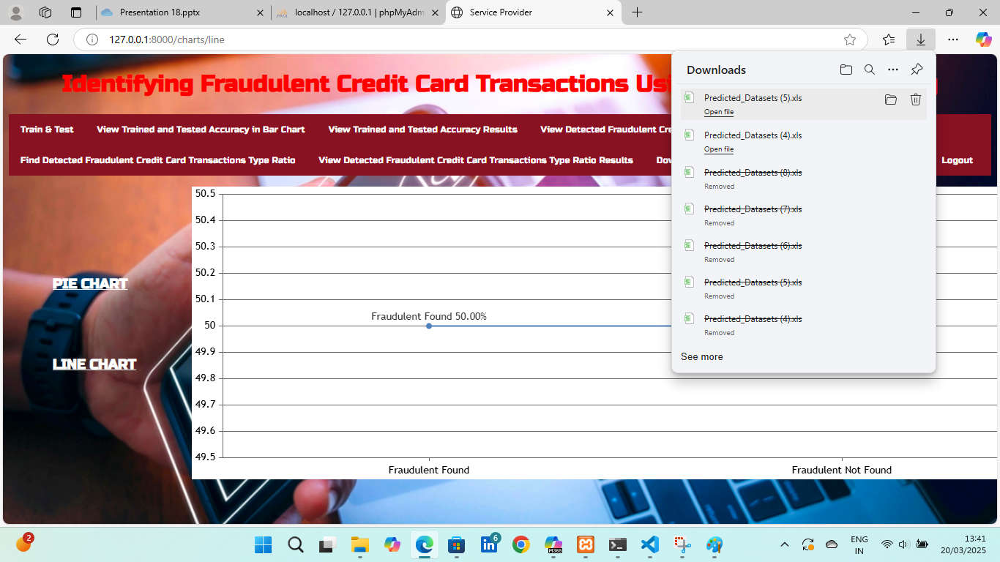 Presentation 18.pptx
localhost / 127.0.0.1 | phpMyAdm
Service Provider
127.0.0.1:8000/charts/line
Identifying Fraudulent Credit Card Transactions Usi
Train & Test
View Trained and Tested Accuracy in Bar Chart
View Trained and Tested Accuracy Results
View Detected Fraudulent Cre
Find Detected Fraudulent Credit Card Transactions Type Ratio
View Detected Fraudulent Credit Card Transactions Type Ratio Results
Dov
Logout
Downloads
Predicted_Datasets (5).xls
Open file
Predicted_Datasets (4).xls
Open file
Predicted_Datasets (8).xls
Removed
Predicted_Datasets (7).xls
Removed
Predicted_Datasets (6).xls
Removed
Predicted_Datasets (5).xls
Removed
Predicted_Datasets (4).xls
Removed
See more
PIE CHART
LINE CHART
50.5
50.4
50.3
50.2
50.1
50
49.9
49.8
49.7
49.6
49.5
Fraudulent Found 50.00%
Fraudulent Found
Fraudulent Not Found
2
6
M365
ENG
IN
13:41
20/03/2025